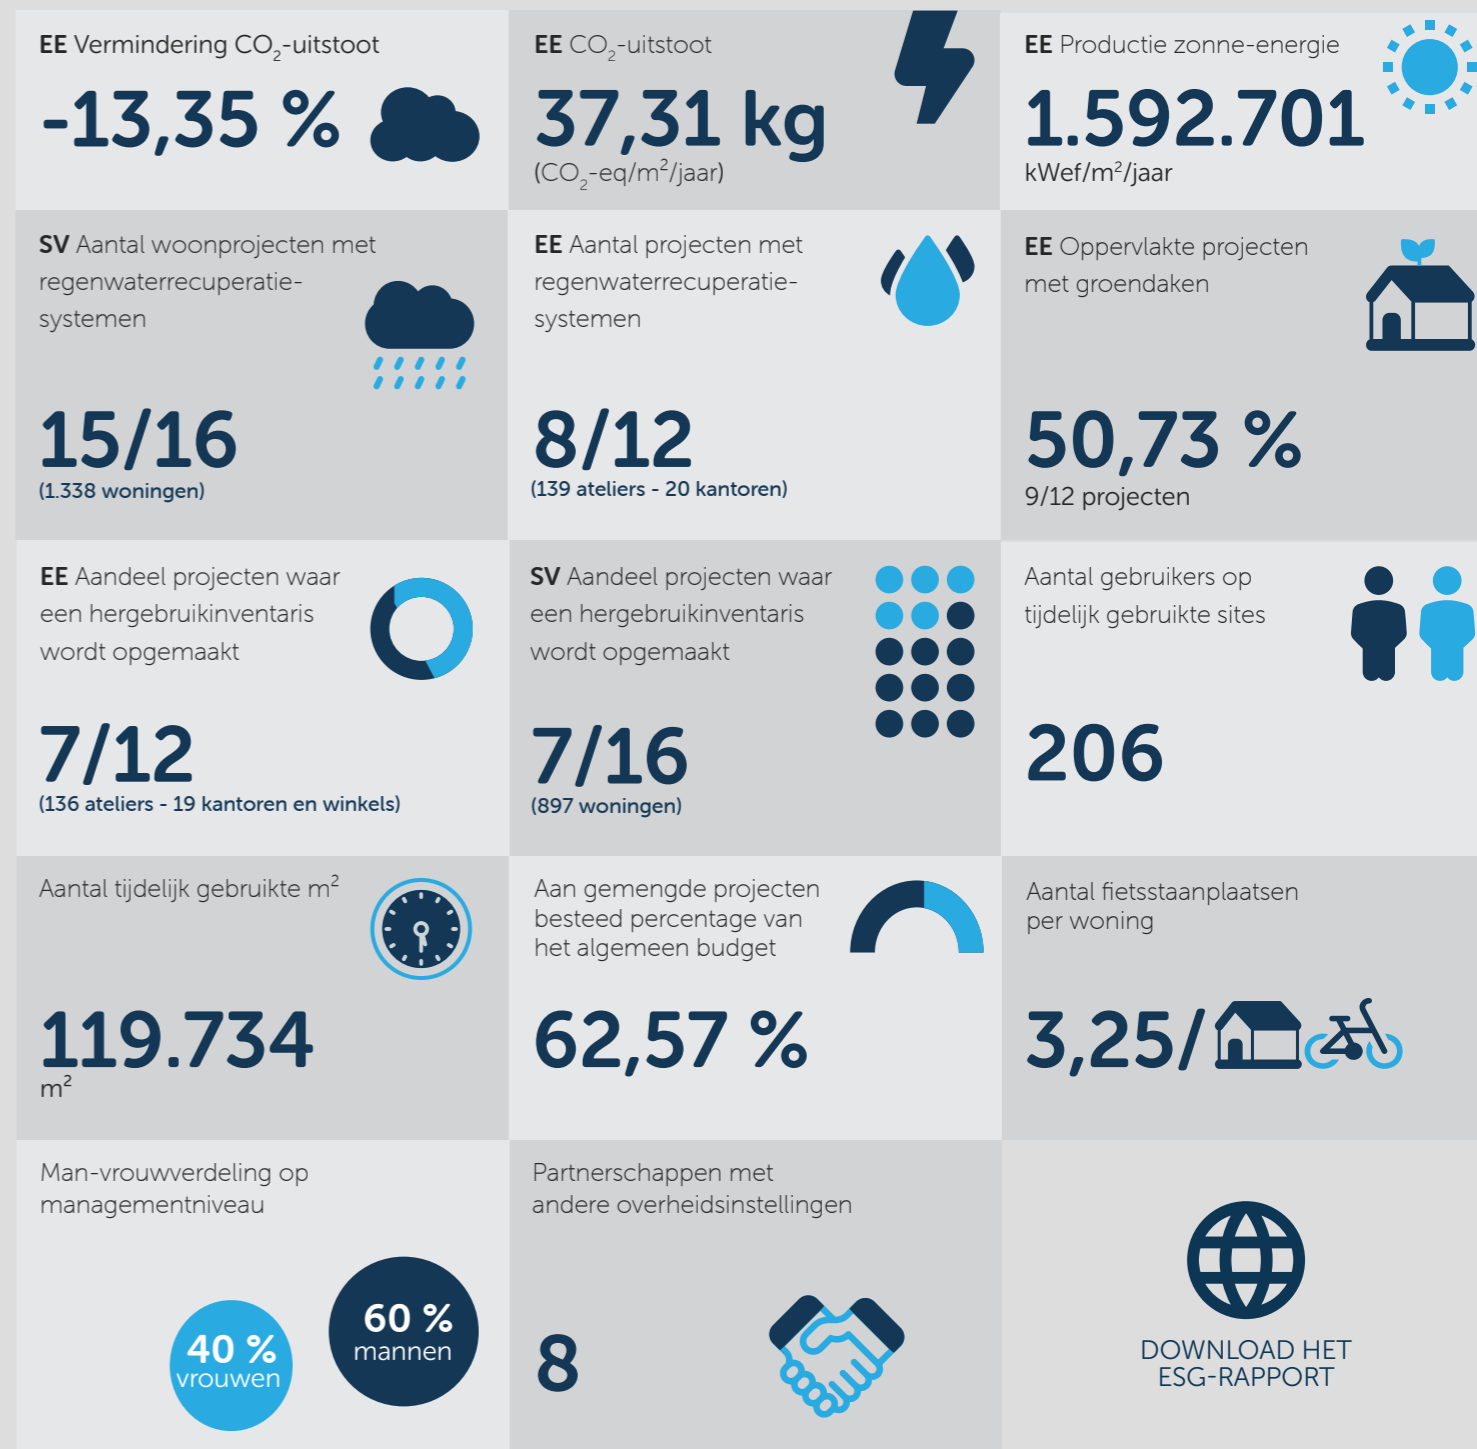 EE Vermindering CO₂-uitstoot
-13,35 %
EE CO₂-uitstoot
37,31 kg
(CO₂-eq/m²/jaar)
EE Productie zonne-energie
1.592.701
kWef/m²/jaar
SV Aantal woonprojecten met
regenwaterrecuperatie-
systemen
15/16
(1.338 woningen)
EE Aantal projecten met
regenwaterrecuperatie-
systemen
8/12
(139 ateliers - 20 kantoren)
EE Oppervlakte projecten
met groendaken
50,73 %
9/12 projecten
EE Aandeel projecten waar
een hergebruikinventaris
wordt opgemaakt
7/12
(136 ateliers - 19 kantoren en winkels)
SV Aandeel projecten waar
een hergebruikinventaris
wordt opgemaakt
7/16
(897 woningen)
Aantal gebruikers op
tijdelijk gebruikte sites
206
Aantal tijdelijk gebruikte m²
119.734
m²
Aan gemengde projecten
besteed percentage van
het algemeen budget
62,57 %
Aantal fietsstaanplaatsen
per woning
3,25/
Man-vrouwverdeling op
managementniveau
40 %
vrouwen
60 %
mannen
Partnerschappen met
andere overheidsinstellingen
8
DOWNLOAD HET
ESG-RAPPORT